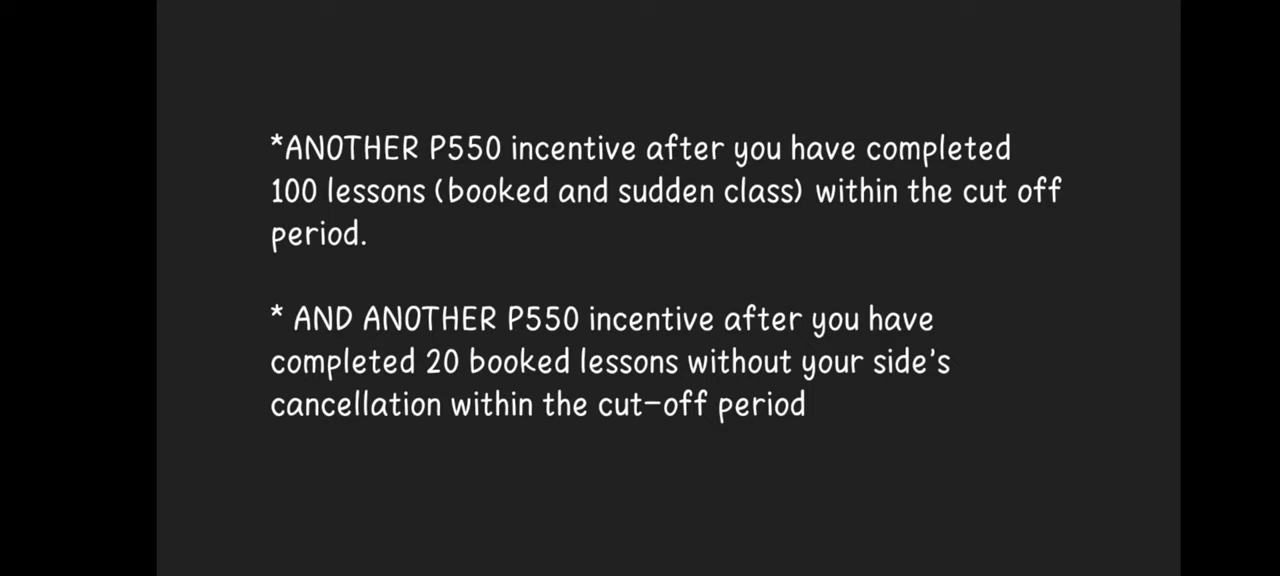 *ANOTHER P550 incentive after you have completed
100 lessons (booked and sudden class) within the cut off
period.
* AND ANOTHER P550 incentive after you have
completed 20 booked lessons without your side's
cancellation within the cut-off period